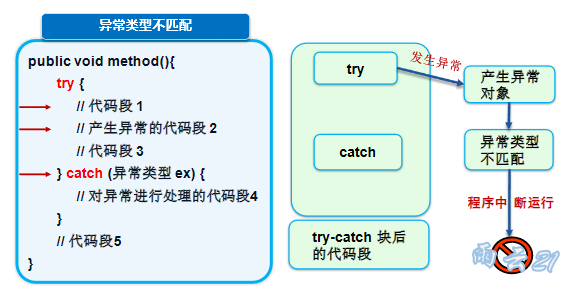 异常类型不匹配
public void method(){
try {
// 代码段 1
// 产生异常的代码段 2
// 代码段 3
} catch (异常类型 ex) {
// 对异常进行处理的代码段4
}
// 代码段5
}
try
发生异常
产生异常
对象
catch
异常类型
不匹配
程序中 断运行
try-catch 块后
的代码段